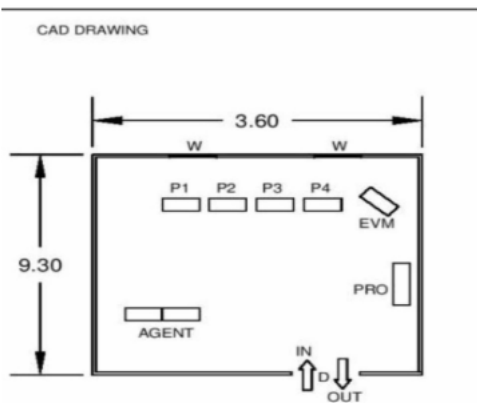 CAD DRAWING
3.60
W W
P1 P2 P3 P4
EVM
9.30
PRO
AGENT
IN
D
OUT